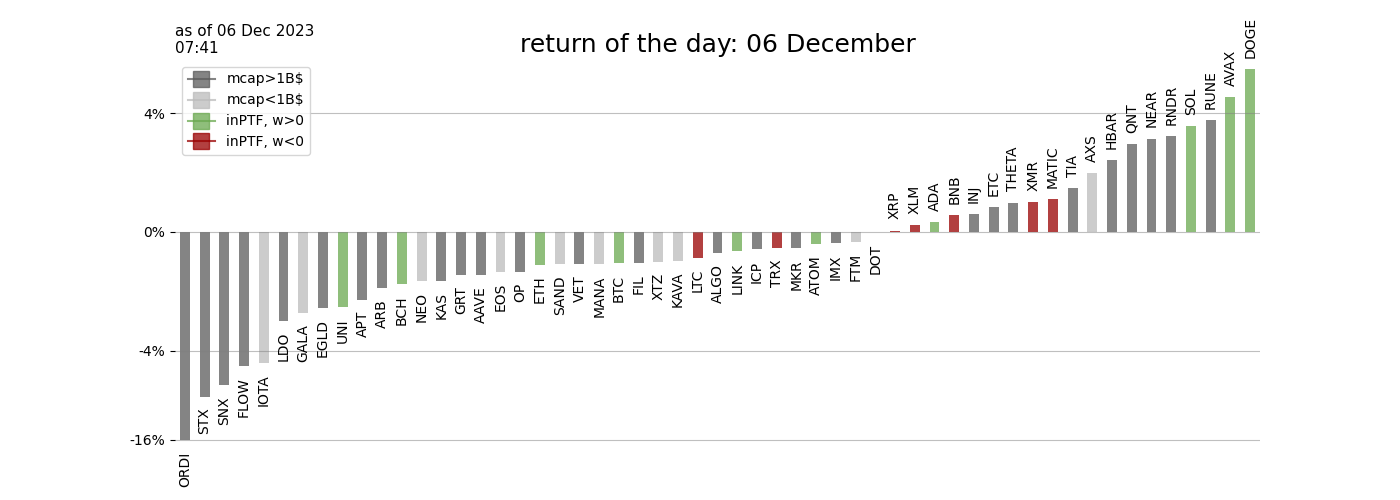 as of 06 Dec 2023
07:41
return of the day: 06 December
mcap>1B$
mcap<1B$
inPTF, w>0
inPTF, w<0
4%
0%
-4%
-16%
ORDI
STX
SNX
FLOW
IOTA
LDO
GALA
EGLD
UNI
APT
ARB
BCH
NEO
KAS
GRT
AAVE
EOS
OP
ETH
SAND
VET
MANA
BTC
FIL
XTZ
KAVA
LTC
ALGO
LINK
ICP
TRX
MKR
ATOM
IMX
FTM
DOT
XRP
XLM
ADA
BNB
INJ
ETC
THETA
XMR
MATIC
TIA
AXS
HBAR
QNT
NEAR
RNDR
SOL
RUNE
AVAX
DOGE